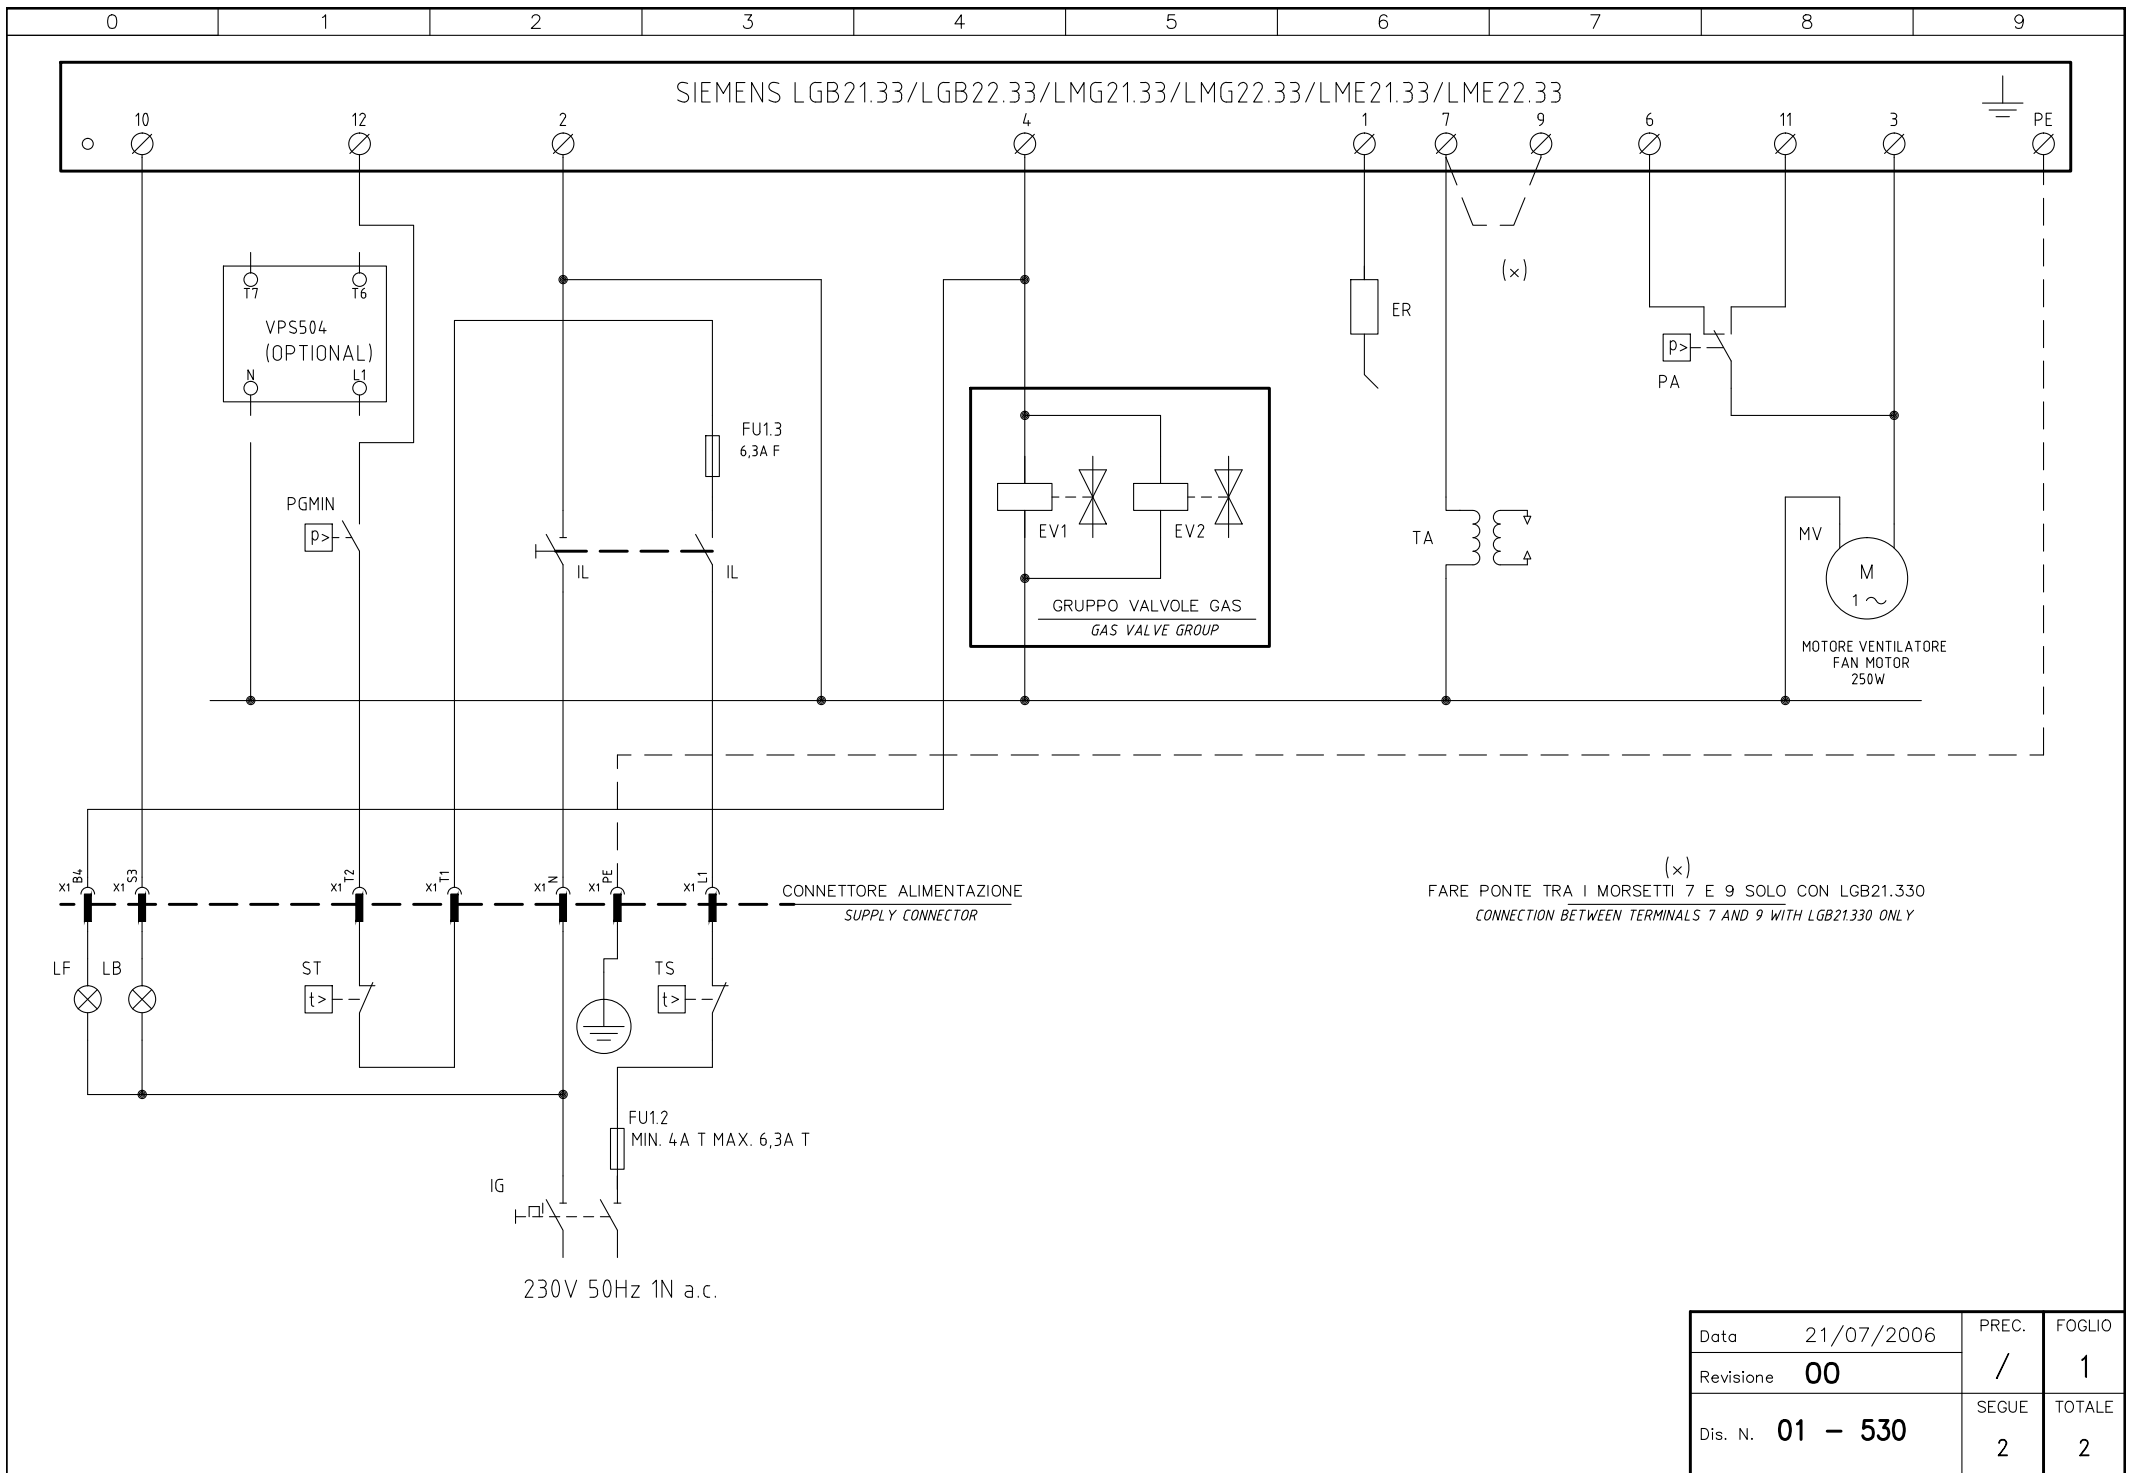 0 1 2 3 4 5 6 7 8 9
SIEMENS LGB21.33/LGB22.33/LMG21.33/LMG22.33/LME21.33/LME22.33
10 12 2 4 1 7 9 6 11 3 PE
(x)
T7 T6
VPS504
(OPTIONAL)
N L1
ER
p>
PA
FU1.3
6,3A F
PGMIN
p>
IL IL
EV1 EV2
GRUPPO VALVOLE GAS
GAS VALVE GROUP
TA
MV
M
1~
MOTORE VENTILATORE
FAN MOTOR
250W
X1 B4 X1 S3 X1 T2 X1 T1 X1 N X1 PE X1 L1
CONNETTORE ALIMENTAZIONE
SUPPLY CONNECTOR
(x)
FARE PONTE TRA I MORSETTI 7 E 9 SOLO CON LGB21.330
CONNECTION BETWEEN TERMINALS 7 AND 9 WITH LGB21.330 ONLY
LF LB ST TS
t> t>
FU1.2
MIN. 4A T MAX. 6,3A T
IG
230V 50Hz 1N a.c.
Data 21/07/2006 PREC. FOGLIO
Revisione 00 / 1
Dis. N. 01 - 530 SEGUE TOTALE
2 2